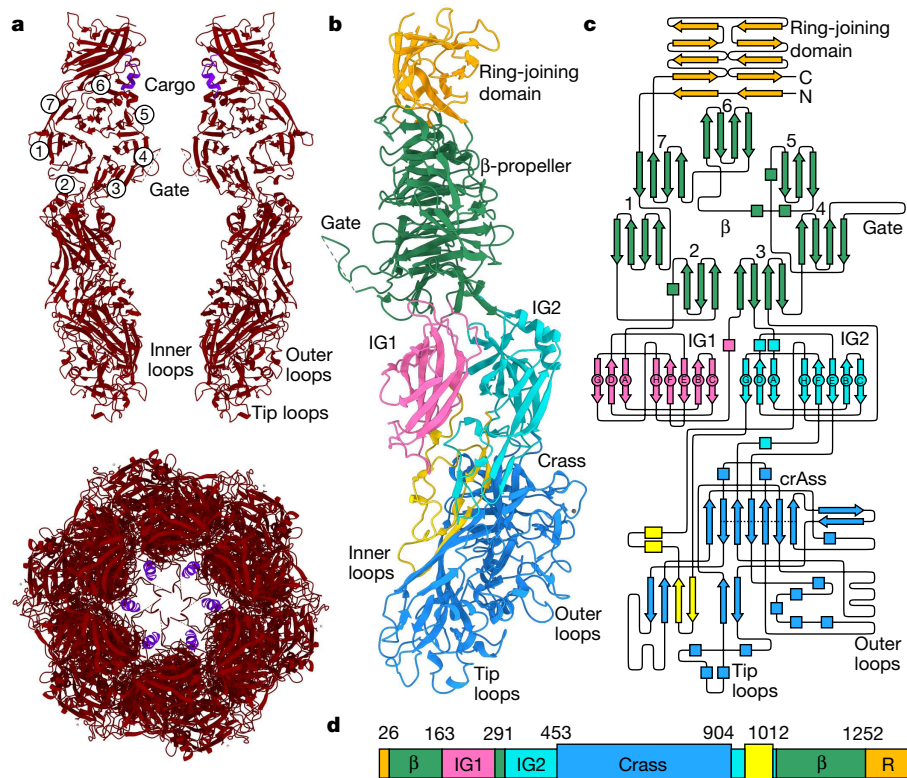 a
Cargo
6
7
5
1
4
2
3
Gate
Inner
loops
Outer
loops
Tip loops
b
Ring-joining
domain
β-propeller
Gate
IG1
IG2
Crass
Inner
loops
Outer
loops
Tip
loops
c
Ring-joining
domain
C
N
6
7
5
1
β
4
Gate
2
3
IG1
IG2
G D A H F E B C G D A H F E B C
crAss
Outer
loops
Tip
loops
d
26 163 291 453 904 1012 1252
β IG1 IG2 Crass β R